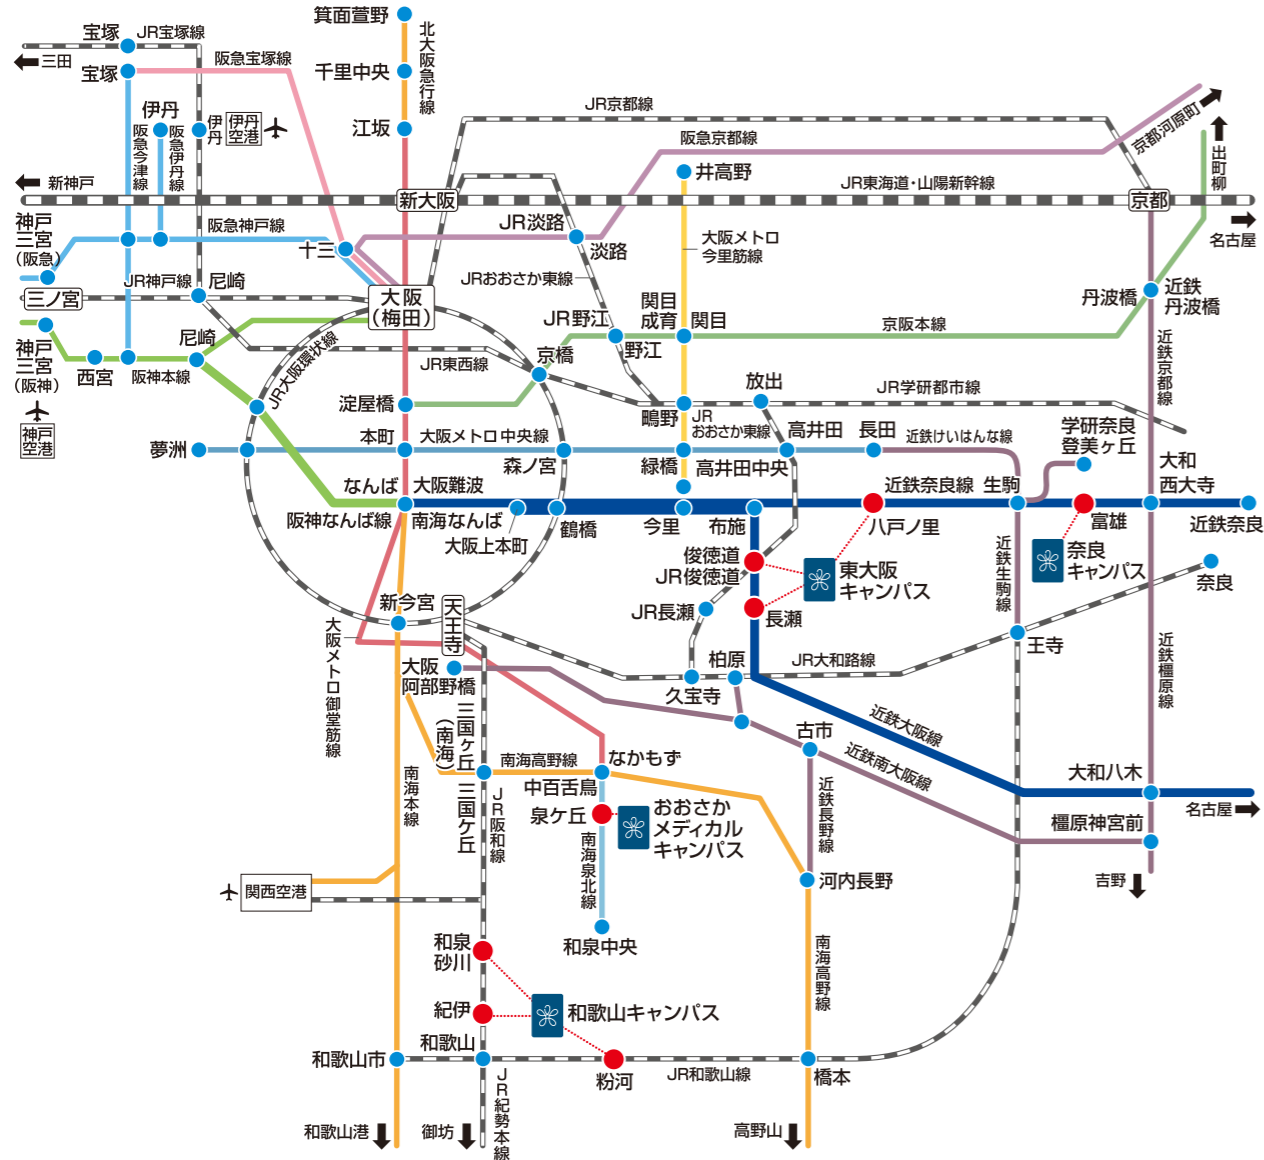 箕面萱野
宝塚
JR宝塚線
北大阪急行線
三田
阪急宝塚線
宝塚
千里中央
伊丹
伊丹
伊丹
空港
江坂
JR京都線
阪急京都線
京都河原町
出町柳
阪急今津線
阪急伊丹線
井高野
新神戸
JR東海道・山陽新幹線
新大阪
京都
神戸
三宮
(阪急)
阪急神戸線
十三
JR淡路
淡路
大阪メトロ
今里筋線
名古屋
JRおおさか東線
JR神戸線
尼崎
三ノ宮
大阪
(梅田)
丹波橋
近鉄
丹波橋
関目
成育
関目
JR野江
野江
京阪本線
神戸
三宮
(阪神)
尼崎
西宮
阪神本線
JR大阪環状線
JR東西線
京橋
近鉄京都線
放出
JR学研都市線
淀屋橋
鴫野
JR
おおさか東線
神戸
空港
夢洲
本町
大阪メトロ中央線
森ノ宮
緑橋
高井田
高井田中央
長田
近鉄けいはんな線
学研奈良
登美ヶ丘
大和
西大寺
なんば
大阪難波
近鉄奈良線
生駒
阪神なんば線
南海なんば
大阪上本町
鶴橋
今里
布施
八戸ノ里
富雄
近鉄奈良
俊徳道
JR俊徳道
東大阪
キャンパス
近鉄生駒線
奈良
キャンパス
奈良
新今宮
天王寺
JR長瀬
長瀬
大阪メトロ御堂筋線
王寺
近鉄橿原線
大阪
阿部野橋
柏原
JR大和路線
久宝寺
三国ヶ丘
(南海)
近鉄大阪線
古市
近鉄南大阪線
南海高野線
なかもず
中百舌鳥
南海本線
三国ケ丘
JR阪和線
大和八木
名古屋
泉ケ丘
おおさか
メディカル
キャンパス
近鉄長野線
橿原神宮前
南海泉北線
関西空港
河内長野
吉野
和泉
砂川
和泉中央
南海高野線
紀伊
和歌山キャンパス
和歌山市
和歌山
粉河
JR和歌山線
橋本
JR紀勢本線
和歌山港
御坊
高野山